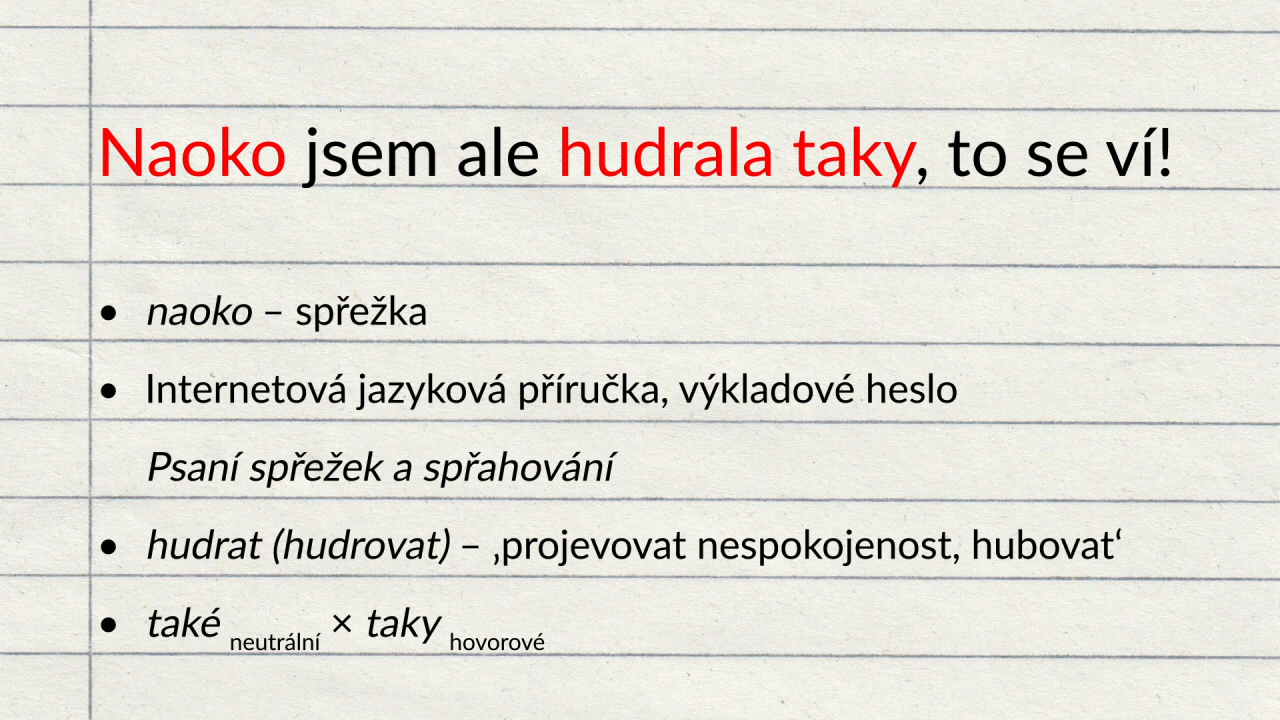 Naoko jsem ale hudrala taky, to se ví!
• naoko – spřežka
• Internetová jazyková příručka, výkladové heslo
Psaní spřežek a spřahování
• hudrat (hudrovat) – ‚projevovat nespokojenost, hubovat‘
• také neutrální × taky hovorové